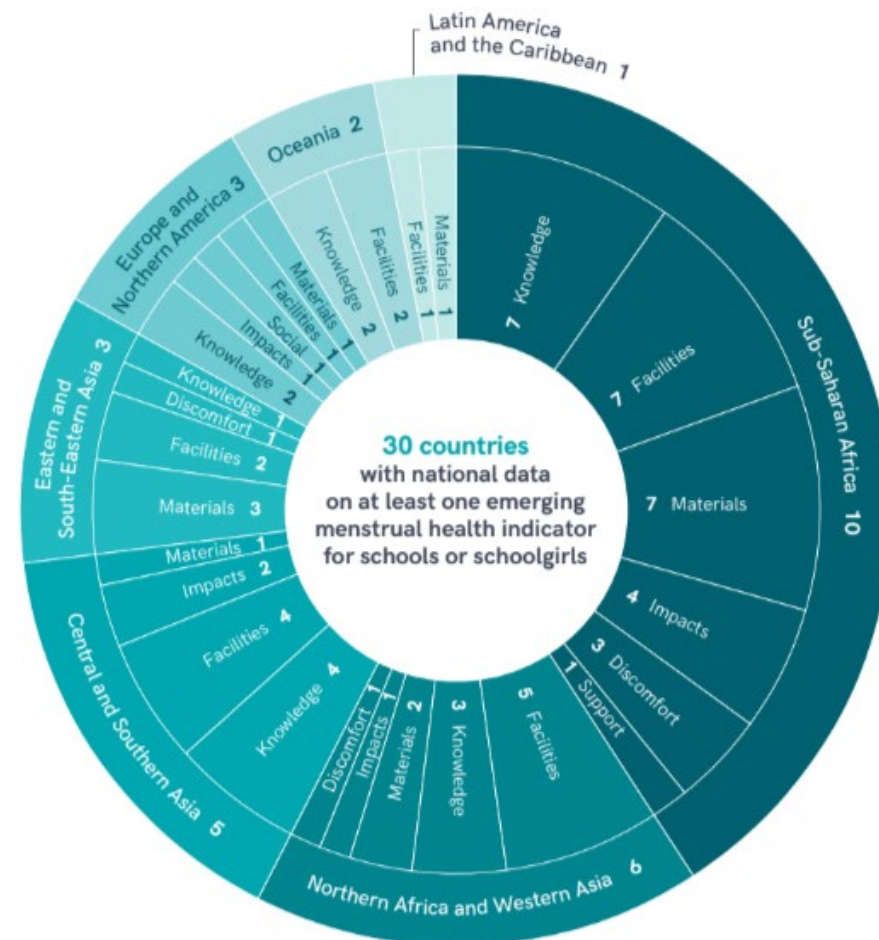 Latin America
and the Caribbean 1
Oceania 2
Europe and
Northern America 3
Eastern and
South-Eastern Asia 3
Central and Southern Asia 5
Northern Africa and Western Asia 6
Sub-Saharan Africa 10
Materials 1
Facilities 1
Facilities 2
Knowledge 2
Materials 1
Facilities 1
Social 1
Impacts 1
Knowledge 2
Knowledge 1
Discomfort 1
Facilities 2
Materials 3
Materials 1
Impacts 2
Facilities 4
Knowledge 4
Discomfort 1
Impacts 1
Materials 2
3 Knowledge
5 Facilities
1 Support
3 Discomfort
4 Impacts
7 Materials
7 Facilities
7 Knowledge
30 countries
with national data
on at least one emerging
menstrual health indicator
for schools or schoolgirls